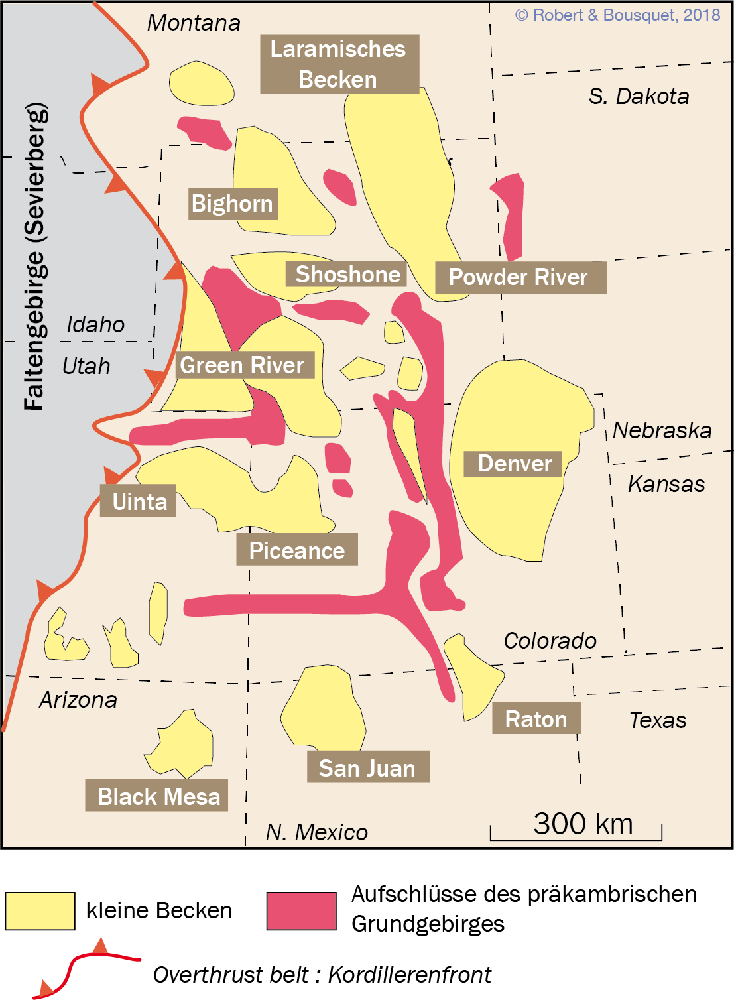 © Robert & Bousquet, 2018
Montana
Laramisches
Becken
S. Dakota
Faltengebirge (Sevierberg)
Bighorn
Shoshone
Powder River
Idaho
Utah
Green River
Nebraska
Denver
Kansas
Uinta
Piceance
Colorado
Arizona
Raton
Texas
San Juan
Black Mesa
N. Mexico
300 km
kleine Becken
Aufschlüsse des präkambrischen
Grundgebirges
Overthrust belt : Kordillerenfront